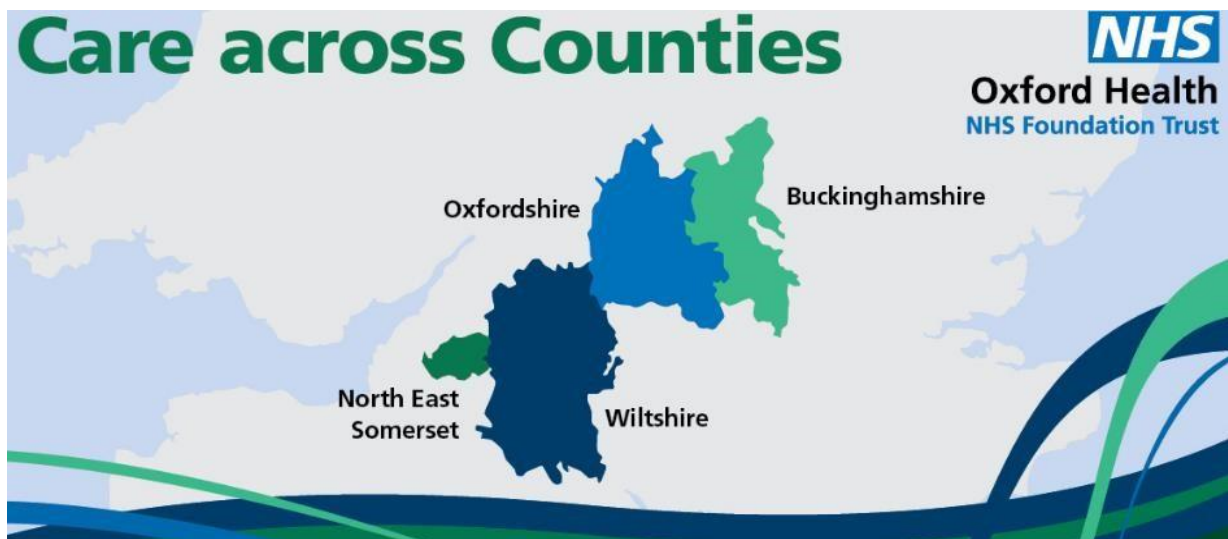 Care across Counties
NHS
Oxford Health
NHS Foundation Trust
Buckinghamshire
Oxfordshire
North East
Somerset
Wiltshire